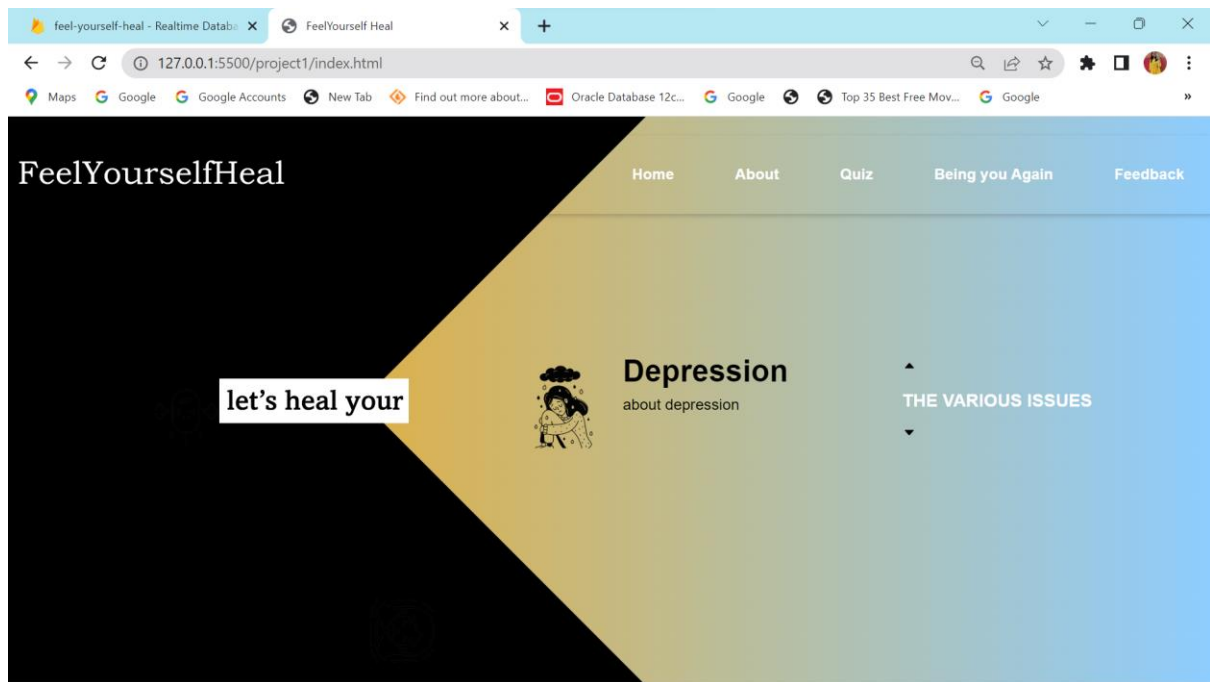 feel-yourself-heal - Realtime Databa
FeelYourself Heal
127.0.0.1:5500/project1/index.html
Maps Google Google Accounts New Tab Find out more about... Oracle Database 12c... Google Top 35 Best Free Mov... Google »
FeelYourselfHeal
Home About Quiz Being you Again Feedback
let's heal your
Depression
about depression
THE VARIOUS ISSUES